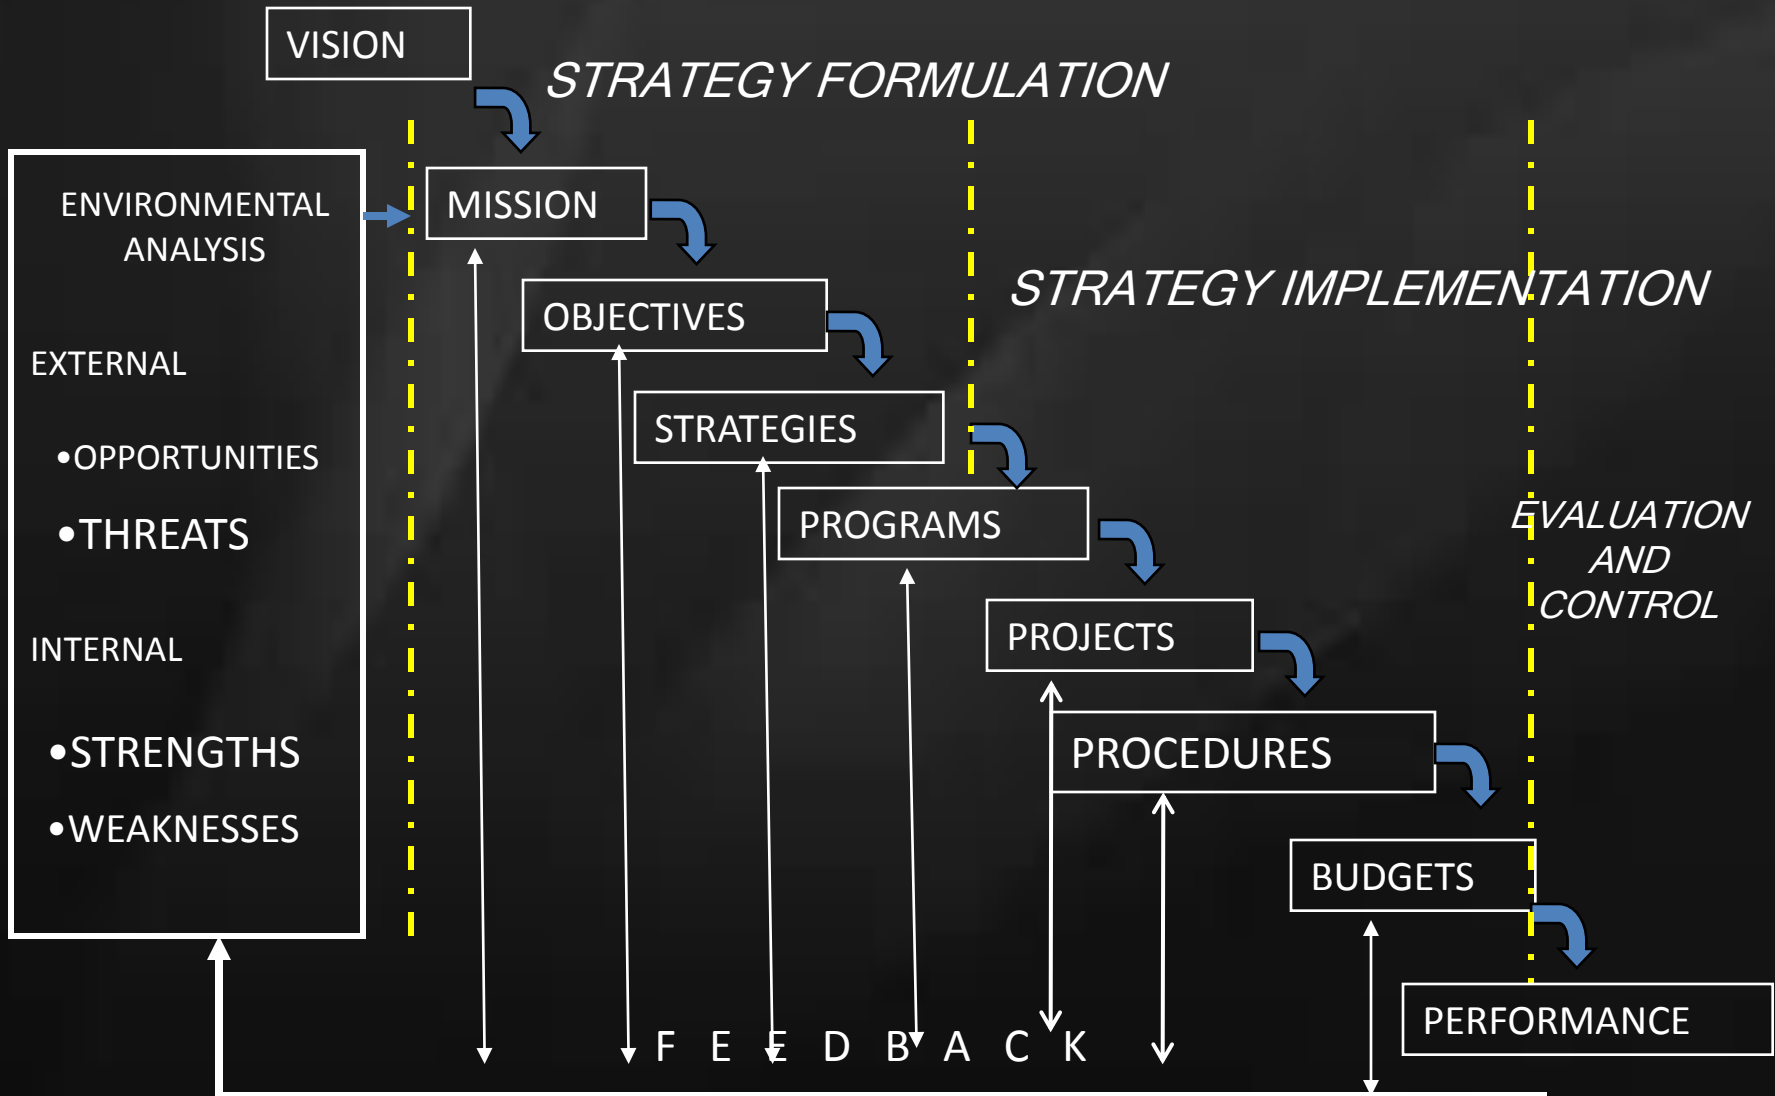 VISION
STRATEGY FORMULATION
ENVIRONMENTAL
ANALYSIS
EXTERNAL
•OPPORTUNITIES
•THREATS
INTERNAL
•STRENGTHS
•WEAKNESSES
MISSION
OBJECTIVES
STRATEGIES
STRATEGY IMPLEMENTATION
PROGRAMS
PROJECTS
PROCEDURES
BUDGETS
EVALUATION
AND
CONTROL
PERFORMANCE
F E E D B A C K